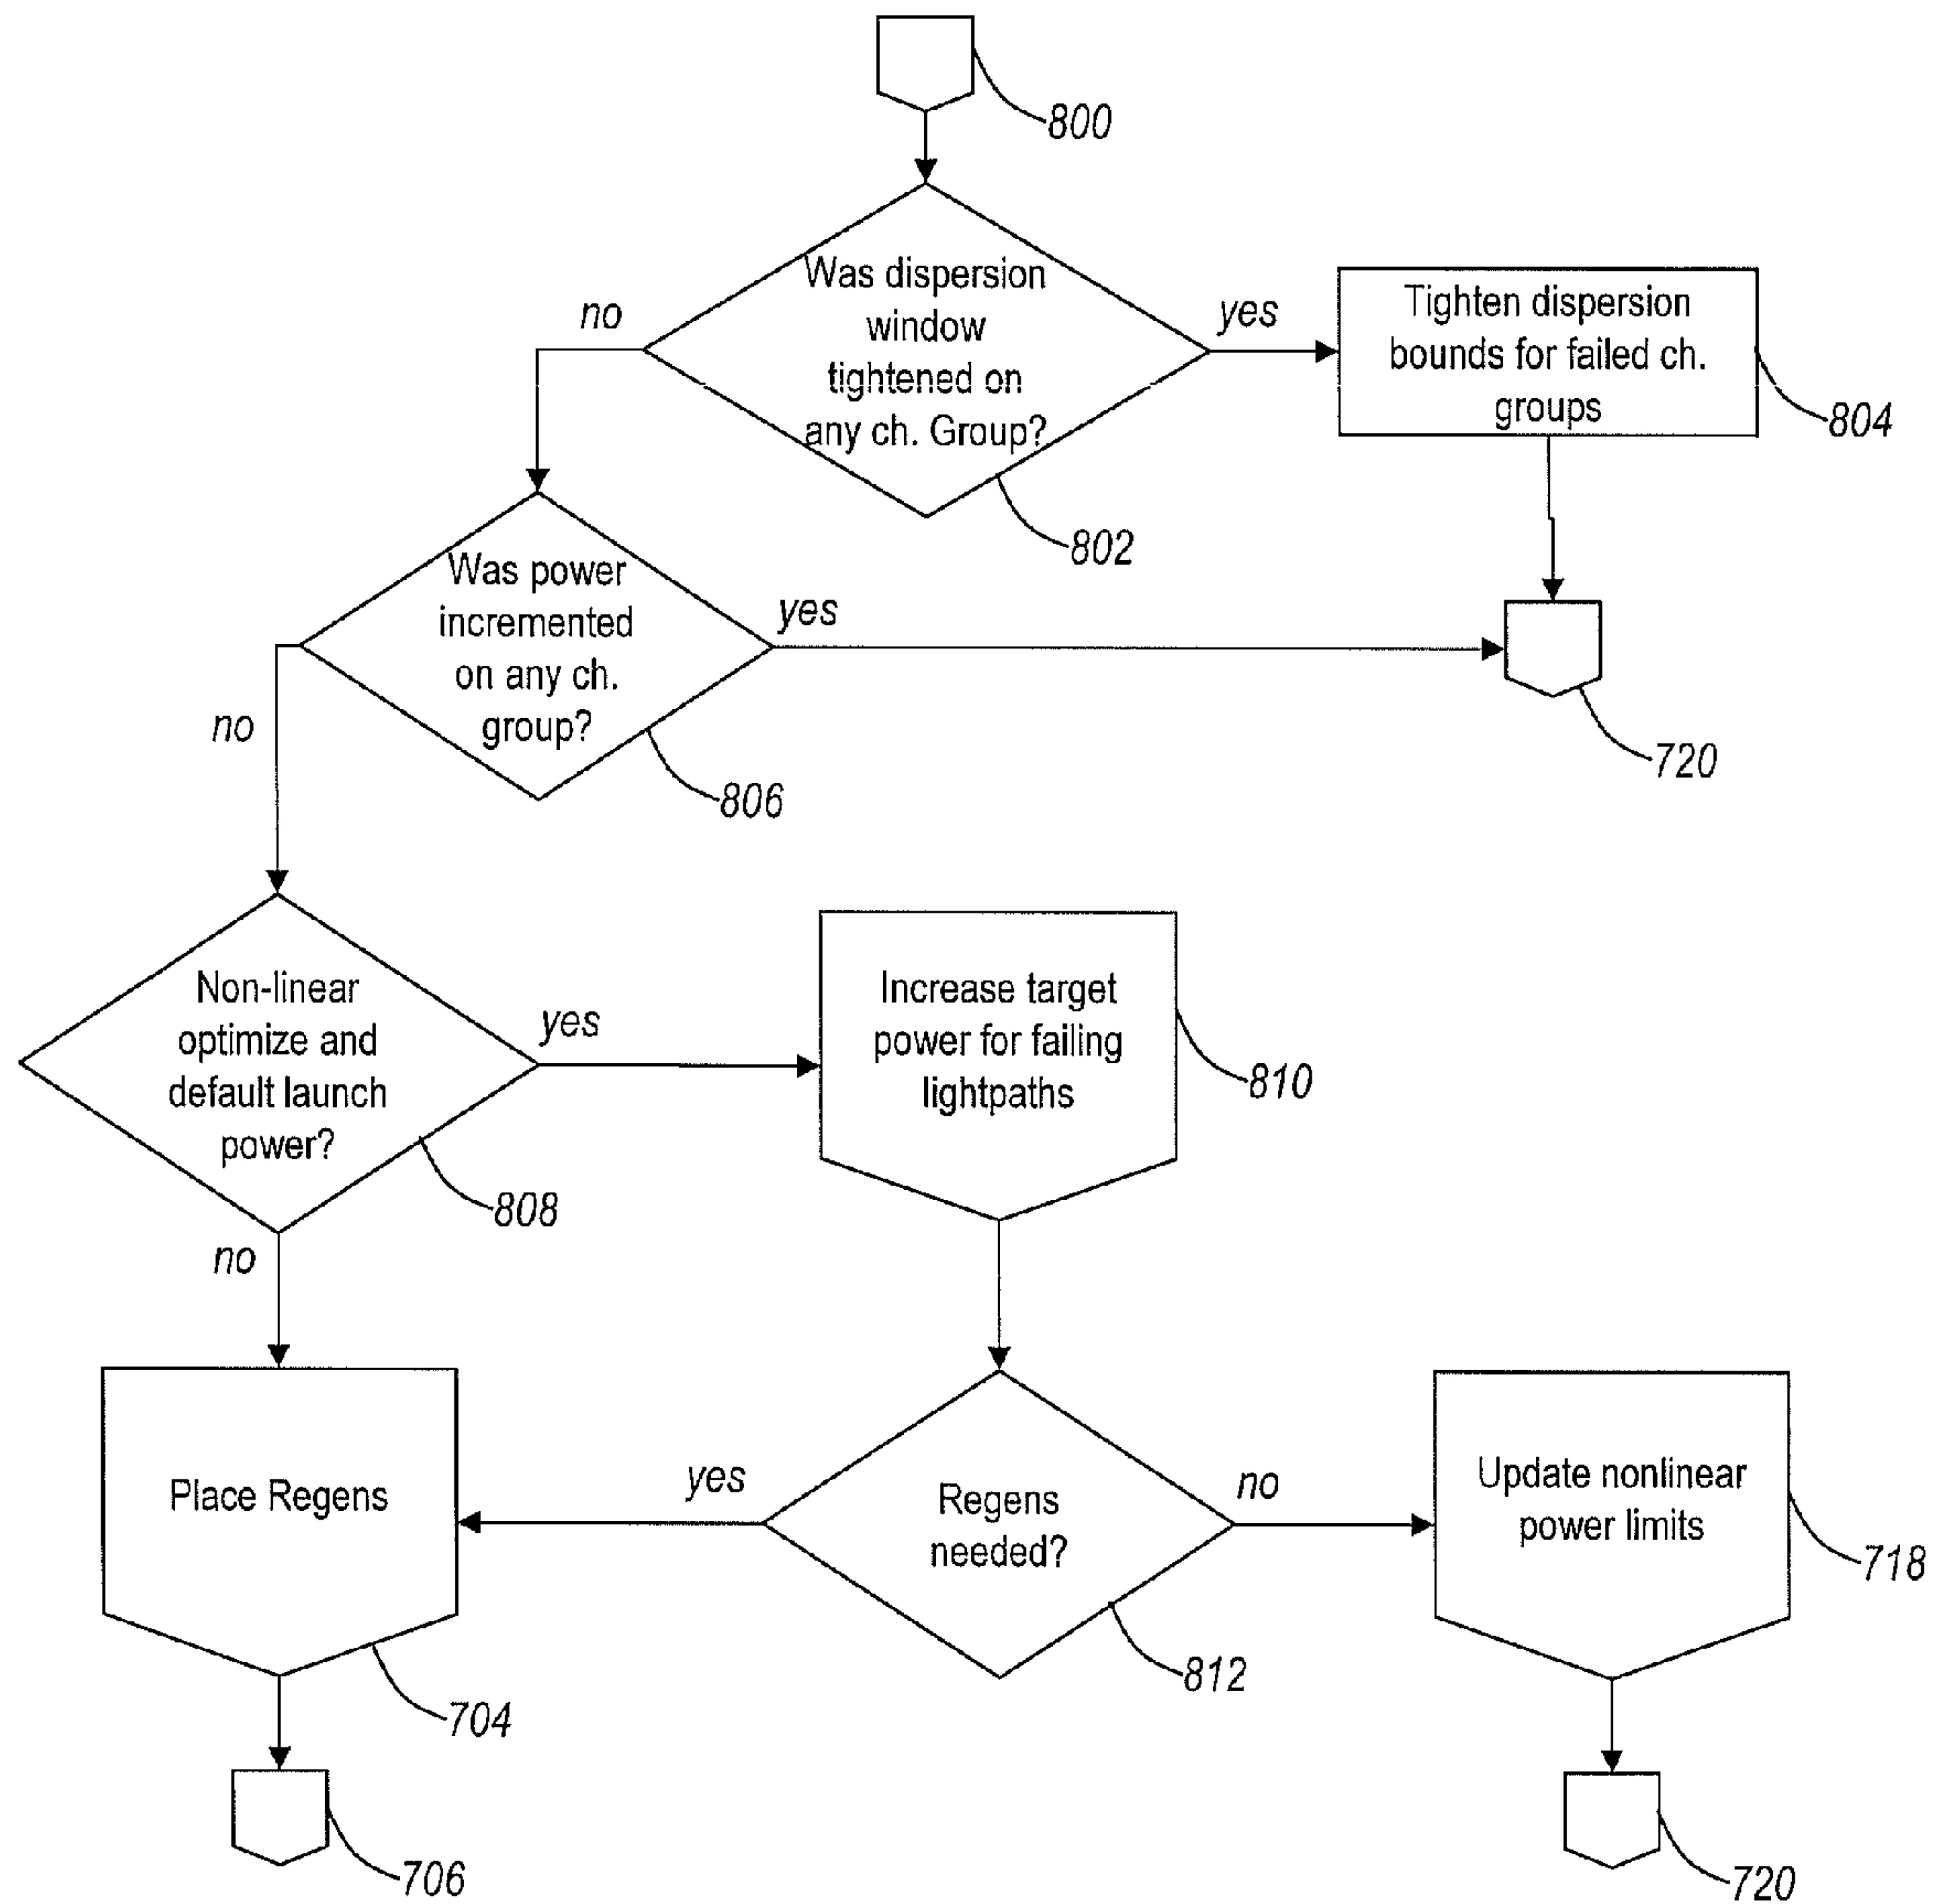 800
Was dispersion
window
tightened on
any ch. Group?
no
yes
Tighten dispersion
bounds for failed ch.
groups
804
802
Was power
incremented
on any ch.
group?
yes
no
806
720
Non-linear
optimize and
default launch
power?
yes
no
808
Increase target
power for failing
lightpaths
810
Place Regens
704
yes
Regens
needed?
no
812
Update nonlinear
power limits
718
706
720